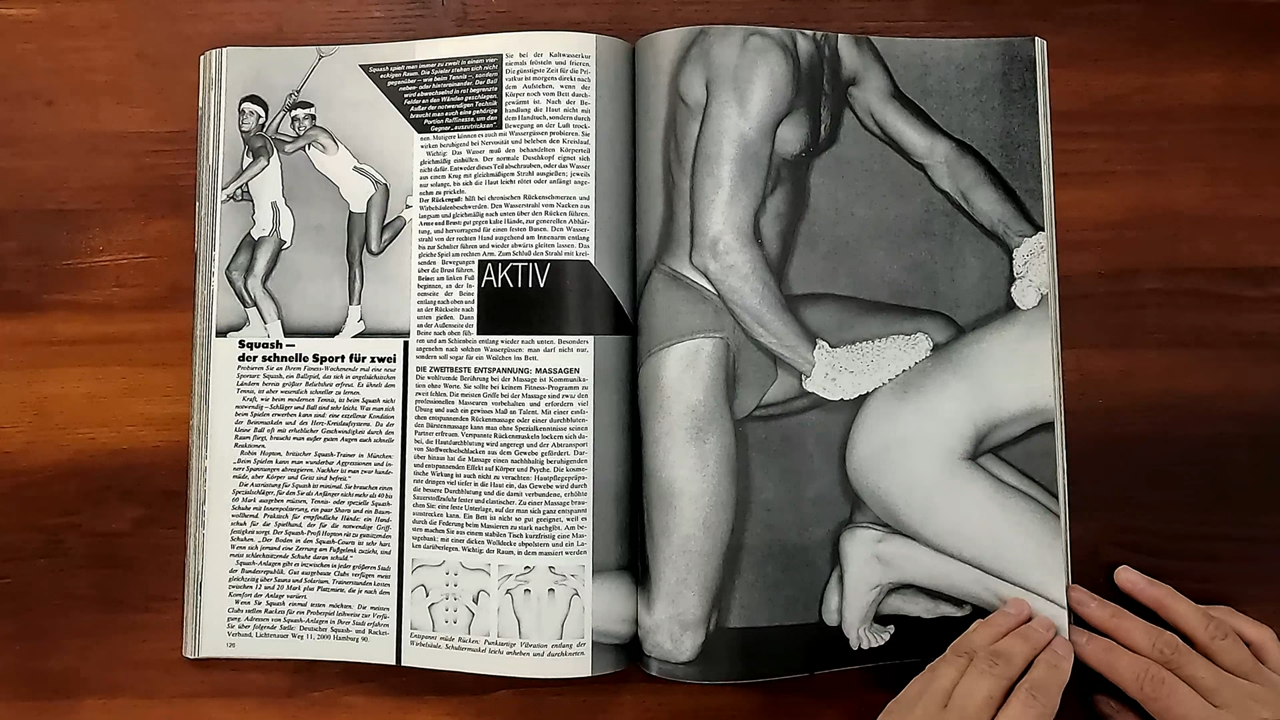 Squash spielt man immer zu zweit in einem vier-
eckigen Raum. Die Spieler stehen sich nicht
gegenüber – wie beim Tennis –, sondern
neben- oder hintereinander. Der Ball
wird abwechselnd in rot begrenzte
Felder an den Wänden geschlagen.
Außer der notwendigen Technik
braucht man auch eine gehörige
Portion Raffinesse, um den
Gegner „auszutricksen".
Squash –
der schnelle Sport für zwei
Probieren Sie an Ihrem Fitness-Wochenende mal eine neue
Sportart: Squash, ein Ballspiel, das sich in angelsächsischen
Ländern bereits größter Beliebtheit erfreut. Es ähnelt dem
Tennis, ist aber wesentlich schneller zu lernen.
Kraft, wie beim modernen Tennis, ist beim Squash nicht
notwendig – Schläger und Ball sind sehr leicht. Was man sich
beim Spielen erwerben kann, sind: eine exzellente Kondition
der Beinmuskeln und des Herz-Kreislaufsystems. Da der
kleine Ball oft mit erheblicher Geschwindigkeit durch den
Raum fliegt, braucht man außer guten Augen auch schnelle
Reaktionen.
Robin Hopton, britischer Squash-Trainer in München:
„Beim Spielen kann man wunderbar Aggressionen und in-
nere Spannungen abreagieren. Nachher ist man zwar hunde-
müde, aber Körper und Geist sind befreit."
Die Ausrüstung für Squash ist minimal. Sie brauchen einen
Spezialschläger, für den Sie als Anfänger nicht mehr als 40 bis
60 Mark ausgeben müssen, Tennis- oder spezielle Squash-
Schuhe mit Innenpolsterung, ein paar Shorts und ein Baum-
wollhemd. Praktisch für empfindliche Hände: ein Hand-
schuh für die Spielhand, der für die notwendige Griff-
festigkeit sorgt. Der Squash-Profi Hopton rät zu gutsitzenden
Schuhen. „Der Boden in den Squash-Courts ist sehr hart.
Wenn sich jemand eine Zerrung am Fußgelenk zuzieht, sind
meist schlechtsitzende Schuhe daran schuld."
Squash-Anlagen gibt es inzwischen in jeder größeren Stadt
der Bundesrepublik. Gut ausgebaute Clubs verfügen meist
gleichzeitig über Sauna und Solarium. Trainerstunden kosten
zwischen 12 und 20 Mark plus Platzmiete, die je nach dem
Komfort der Anlage variiert.
Wenn Sie Squash einmal testen möchten: Die meisten
Clubs stellen Rackets für ein Probespiel leihweise zur Verfü-
gung. Adressen von Squash-Anlagen in Ihrer Stadt erfahren
Sie über folgende Stelle: Deutscher Squash- und Racket-
Verband, Lichtenauer Weg 11, 2000 Hamburg 90.
126
Sie bei der Kaltwasserkur
niemals frösteln und frieren.
Die günstigste Zeit für die Pri-
vatkur ist morgens direkt nach
dem Aufstehen, wenn der
Körper noch vom Bett durch-
gewärmt ist. Nach der Be-
handlung die Haut nicht mit
dem Handtuch, sondern durch
Bewegung an der Luft trock-
nen. Mutigere können es auch mit Wassergüssen probieren. Sie
wirken beruhigend bei Nervosität und beleben den Kreislauf.
Wichtig: Das Wasser muß den behandelten Körperteil
gleichmäßig einhüllen. Der normale Duschkopf eignet sich
nicht dafür. Entweder dieses Teil abschrauben, oder das Wasser
aus einem Krug mit gleichmäßigem Strahl ausgießen; jeweils
nur solange, bis sich die Haut leicht rötet oder anfängt ange-
nehm zu prickeln.
Der Rückenguß: hilft bei chronischen Rückenschmerzen und
Wirbelsäulenbeschwerden. Den Wasserstrahl vom Nacken aus
langsam und gleichmäßig nach unten über den Rücken führen.
Arme und Brust: gut gegen kalte Hände, zur generellen Abhär-
tung, und hervorragend für einen festen Busen. Den Wasser-
strahl von der rechten Hand ausgehend am Innenarm entlang
bis zur Schulter führen und wieder abwärts gleiten lassen. Das
gleiche Spiel am rechten Arm. Zum Schluß den Strahl mit krei-
senden Bewegungen
über die Brust führen.
Beine: am linken Fuß
beginnen, an der In-
nenseite der Beine
entlang nach oben und
an der Rückseite nach
unten gießen. Dann
an der Außenseite der
Beine nach oben füh-
ren und am Schienbein entlang wieder nach unten. Besonders
angenehm nach solchen Wassergüssen: man darf nicht nur,
sondern soll sogar für ein Weilchen ins Bett.
AKTIV
DIE ZWEITBESTE ENTSPANNUNG: MASSAGEN
Die wohltuende Berührung bei der Massage ist Kommunika-
tion ohne Worte. Sie sollte bei keinem Fitness-Programm zu
zweit fehlen. Die meisten Griffe bei der Massage sind zwar den
professionellen Masseuren vorbehalten und erfordern viel
Übung und auch ein gewisses Maß an Talent. Mit einer einfa-
chen entspannenden Rückenmassage oder einer durchbluten-
den Bürstenmassage kann man ohne Spezialkenntnisse seinen
Partner erfreuen. Verspannte Rückenmuskeln lockern sich da-
bei, die Hautdurchblutung wird angeregt und der Abtransport
von Stoffwechselschlacken aus dem Gewebe gefördert. Dar-
über hinaus hat die Massage einen nachhaltig beruhigenden
und entspannenden Effekt auf Körper und Psyche. Die kosme-
tische Wirkung ist auch nicht zu verachten: Hautpflegepräpa-
rate dringen viel tiefer in die Haut ein, das Gewebe wird durch
die bessere Durchblutung und die damit verbundene, erhöhte
Sauerstoffzufuhr fester und elastischer. Zu einer Massage brau-
chen Sie: eine feste Unterlage, auf der man sich ganz entspannt
ausstrecken kann. Ein Bett ist nicht so gut geeignet, weil es
durch die Federung beim Massieren zu stark nachgibt. Am be-
sten machen Sie aus einem stabilen Tisch kurzfristig eine Mas-
sagebank: mit einer dicken Wolldecke abpolstern und ein La-
ken darüberlegen. Wichtig: der Raum, in dem massiert werden
Entspannt müde Rücken: Punktartige Vibration entlang der
Wirbelsäule. Schultermuskel leicht anheben und durchkneten.